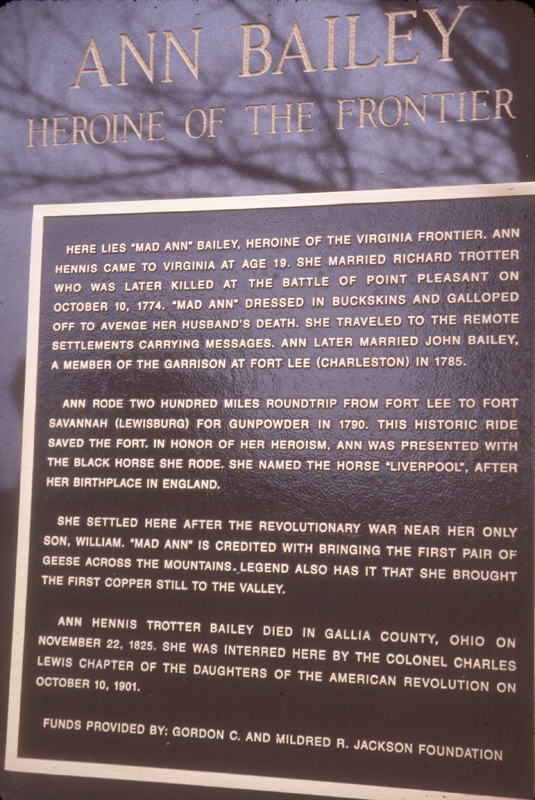 ANN BAILEY
HEROINE OF THE FRONTIER
HERE LIES "MAD ANN" BAILEY, HEROINE OF THE VIRGINIA FRONTIER. ANN
HENNIS CAME TO VIRGINIA AT AGE 19. SHE MARRIED RICHARD TROTTER
WHO WAS LATER KILLED AT THE BATTLE OF POINT PLEASANT ON
OCTOBER 10, 1774. "MAD ANN" DRESSED IN BUCKSKINS AND GALLOPED
OFF TO AVENGE HER HUSBAND'S DEATH. SHE TRAVELED TO THE REMOTE
SETTLEMENTS CARRYING MESSAGES. ANN LATER MARRIED JOHN BAILEY,
A MEMBER OF THE GARRISON AT FORT LEE (CHARLESTON) IN 1785.
ANN RODE TWO HUNDRED MILES ROUNDTRIP FROM FORT LEE TO FORT
SAVANNAH (LEWISBURG) FOR GUNPOWDER IN 1790. THIS HISTORIC RIDE
SAVED THE FORT. IN HONOR OF HER HEROISM, ANN WAS PRESENTED WITH
THE BLACK HORSE SHE RODE. SHE NAMED THE HORSE "LIVERPOOL", AFTER
HER BIRTHPLACE IN ENGLAND.
SHE SETTLED HERE AFTER THE REVOLUTIONARY WAR NEAR HER ONLY
SON, WILLIAM. "MAD ANN" IS CREDITED WITH BRINGING THE FIRST PAIR OF
GEESE ACROSS THE MOUNTAINS. LEGEND ALSO HAS IT THAT SHE BROUGHT
THE FIRST COPPER STILL TO THE VALLEY.
ANN HENNIS TROTTER BAILEY DIED IN GALLIA COUNTY, OHIO ON
NOVEMBER 22, 1825. SHE WAS INTERRED HERE BY THE COLONEL CHARLES
LEWIS CHAPTER OF THE DAUGHTERS OF THE AMERICAN REVOLUTION ON
OCTOBER 10, 1901.
FUNDS PROVIDED BY: GORDON C. AND MILDRED R. JACKSON FOUNDATION